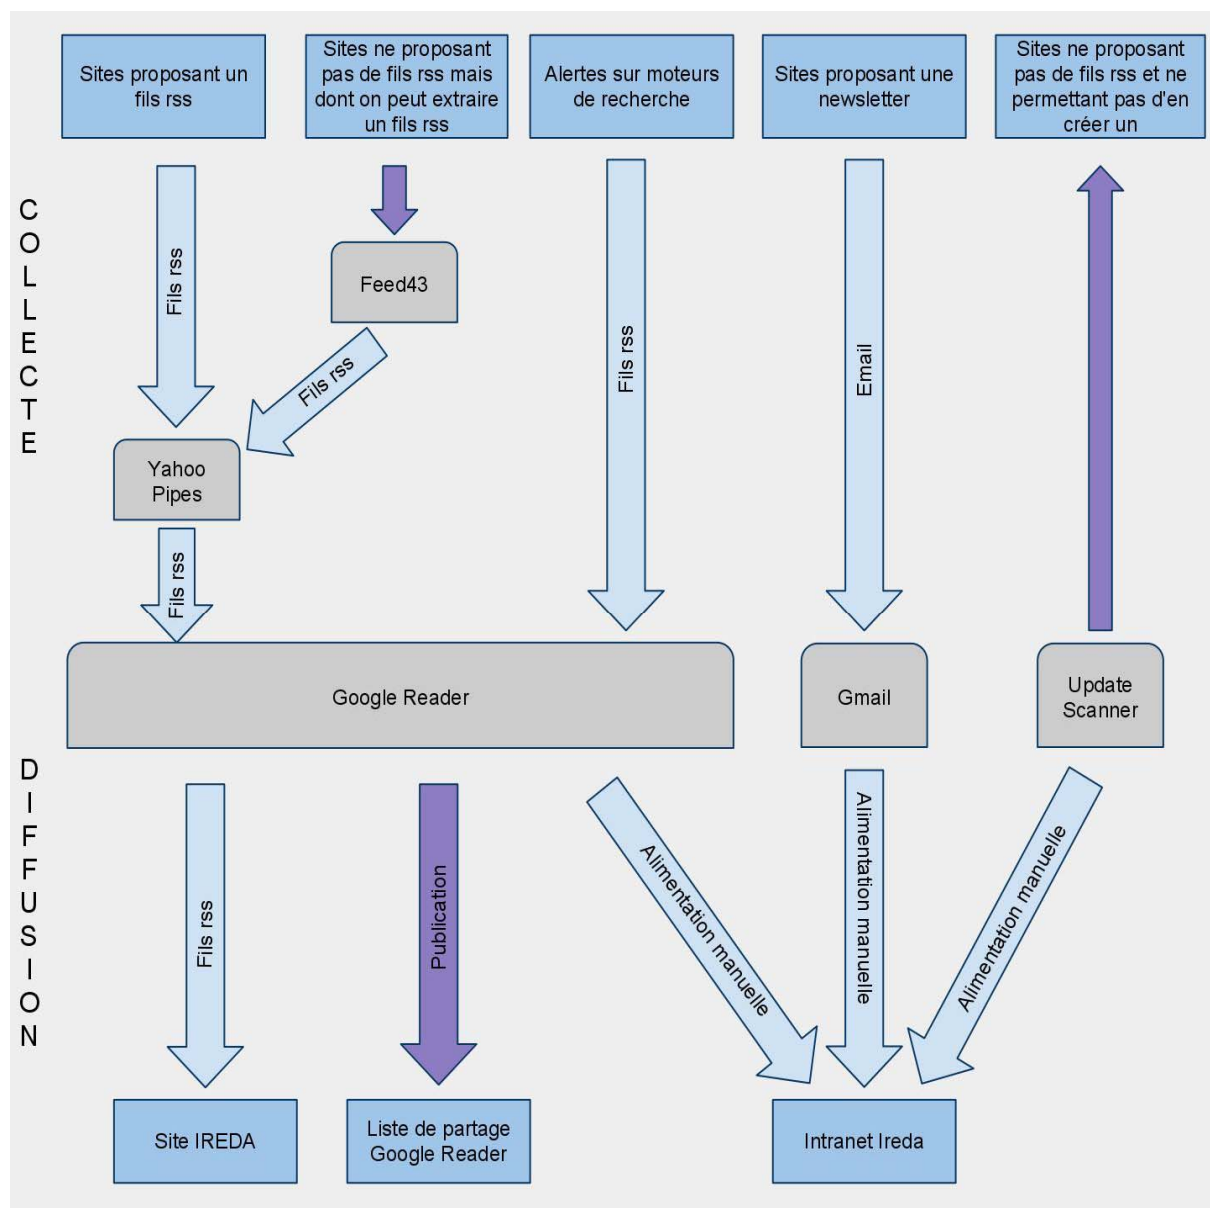 Sites proposant un
fils rss
Sites ne proposant
pas de fils rss mais
dont on peut extraire
un fils rss
Alertes sur moteurs
de recherche
Sites proposant une
newsletter
Sites ne proposant
pas de fils rss et ne
permettant pas d'en
créer un
COLLECTE
Fils rss
Feed43
Fils rss
Fils rss
Email
Yahoo
Pipes
Fils rss
Google Reader
Gmail
Update
Scanner
DIFFUSION
Fils rss
Publication
Alimentation manuelle
Alimentation manuelle
Alimentation manuelle
Site IREDA
Liste de partage
Google Reader
Intranet Ireda